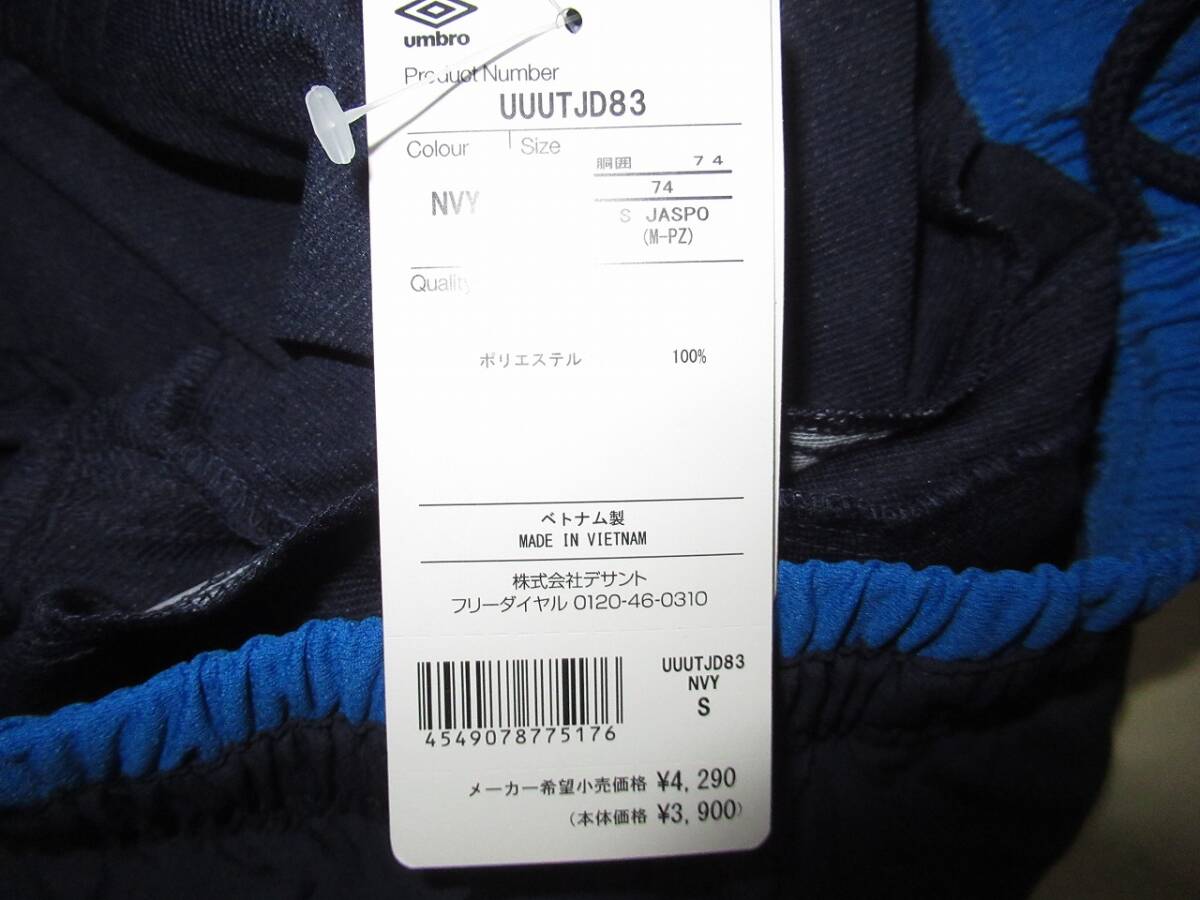 umbro
Product Number
UUUTJD83
Colour Size
胴囲 74
NVY 74
S JASPO
(M-PZ)
Quality
ポリエステル 100%
ベトナム製
MADE IN VIETNAM
株式会社デサント
フリーダイヤル 0120-46-0310
UUUTJD83
NVY
S
4549078775176
メーカー希望小売価格 ¥4,290
(本体価格 ¥3,900)